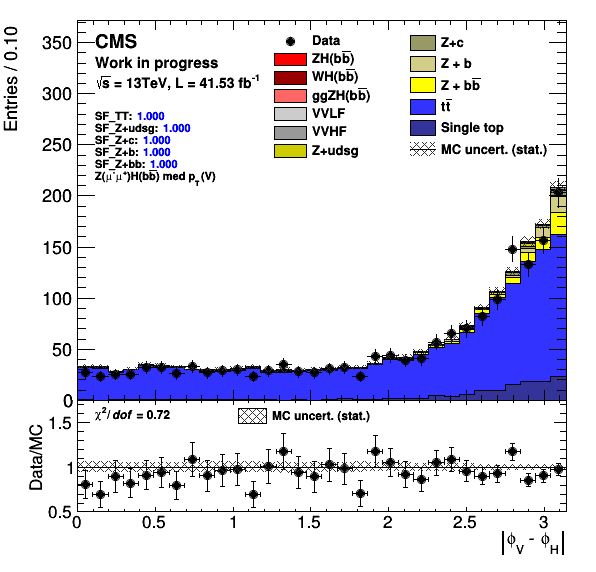 CMS
Work in progress
√s = 13TeV, L = 41.53 fb⁻¹
SF_TT: 1.000
SF_Z+udsg: 1.000
SF_Z+c: 1.000
SF_Z+b: 1.000
SF_Z+bb: 1.000
Z(μ⁻μ⁺)H(bb̅) med p_T(V)
Data
ZH(bb̅)
WH(bb̅)
ggZH(bb̅)
VVLF
VVHF
Z+udsg
Z+c
Z + b
Z + bb̅
tt̅
Single top
MC uncert. (stat.)
Entries / 0.10
350
300
250
200
150
100
50
0
χ²/dof = 0.72
MC uncert. (stat.)
Data/MC
1.5
1
0.5
0 0.5 1 1.5 2 2.5 3
|ϕ_V - ϕ_H|